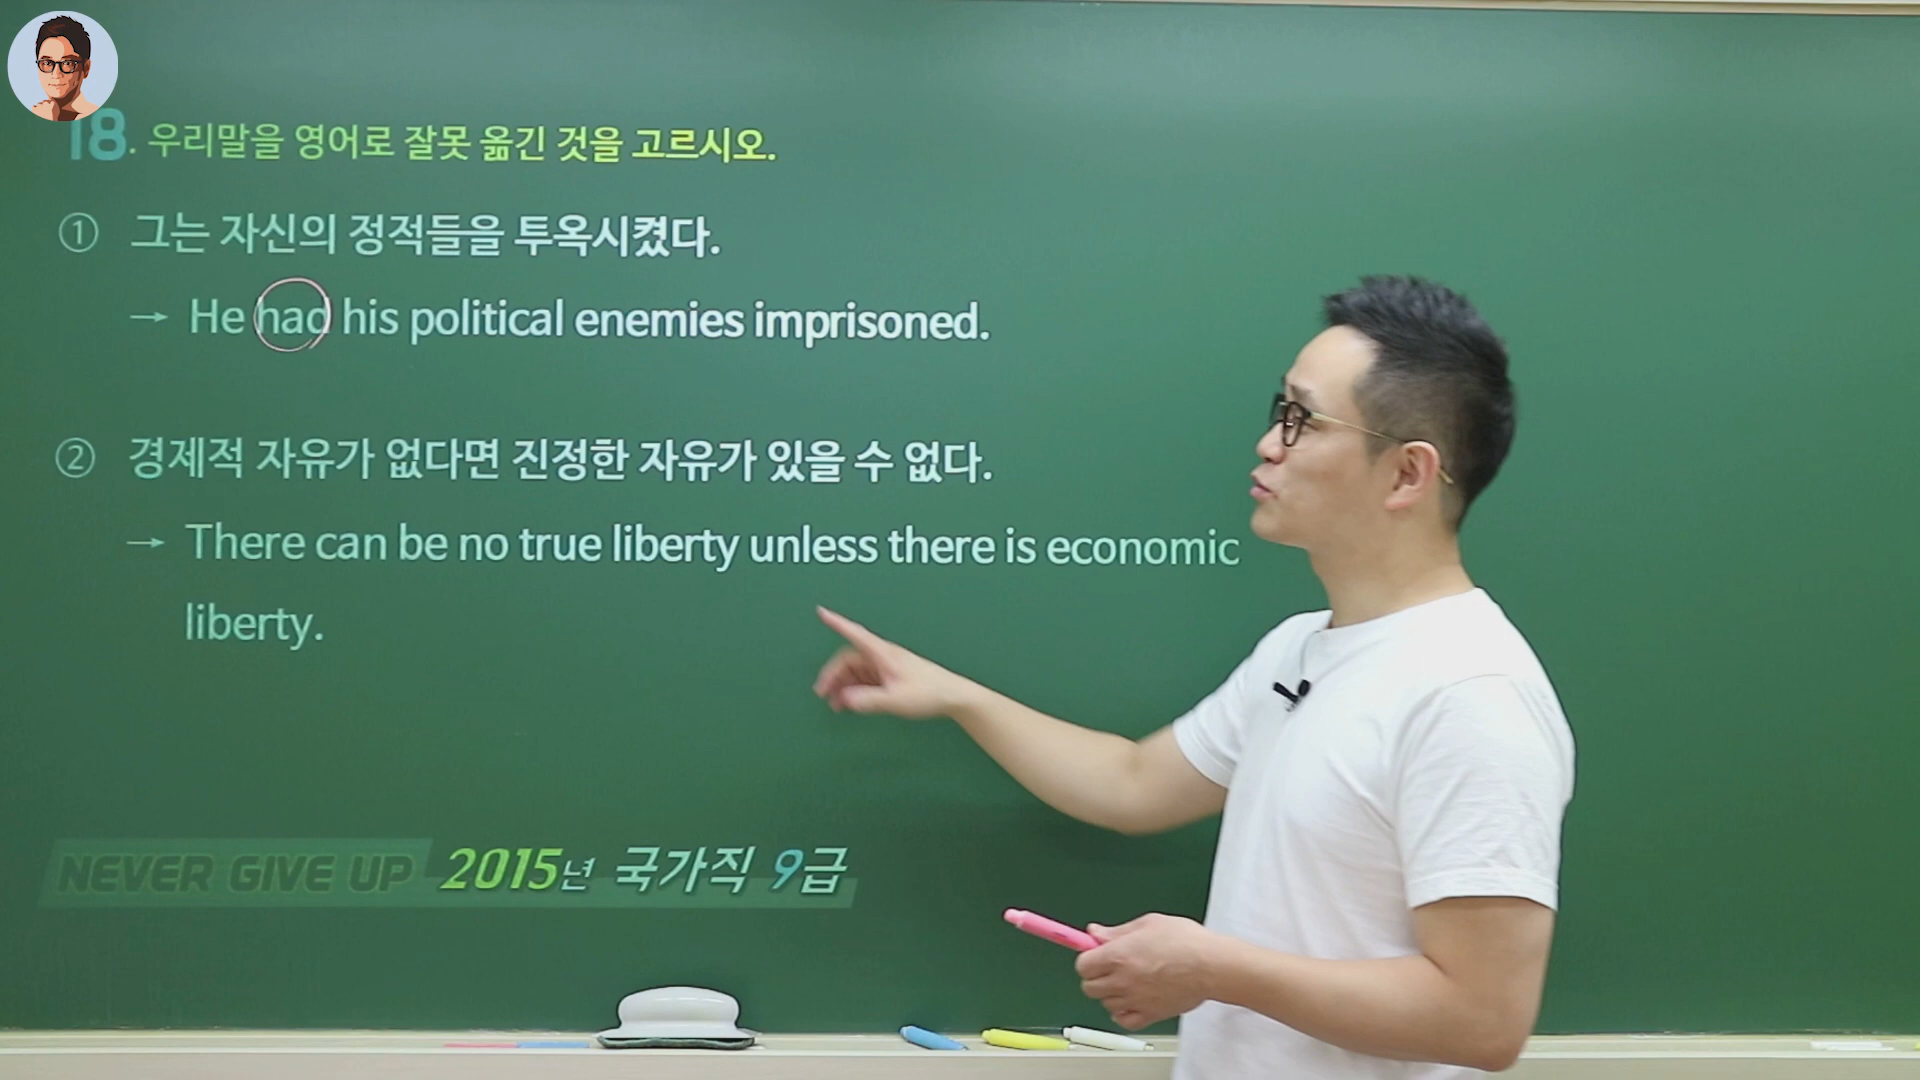 18. 우리말을 영어로 잘못 옮긴 것을 고르시오.
① 그는 자신의 정적들을 투옥시켰다.
→ He had his political enemies imprisoned.
② 경제적 자유가 없다면 진정한 자유가 있을 수 없다.
→ There can be no true liberty unless there is economic
liberty.
NEVER GIVE UP 2015년 국가직 9급